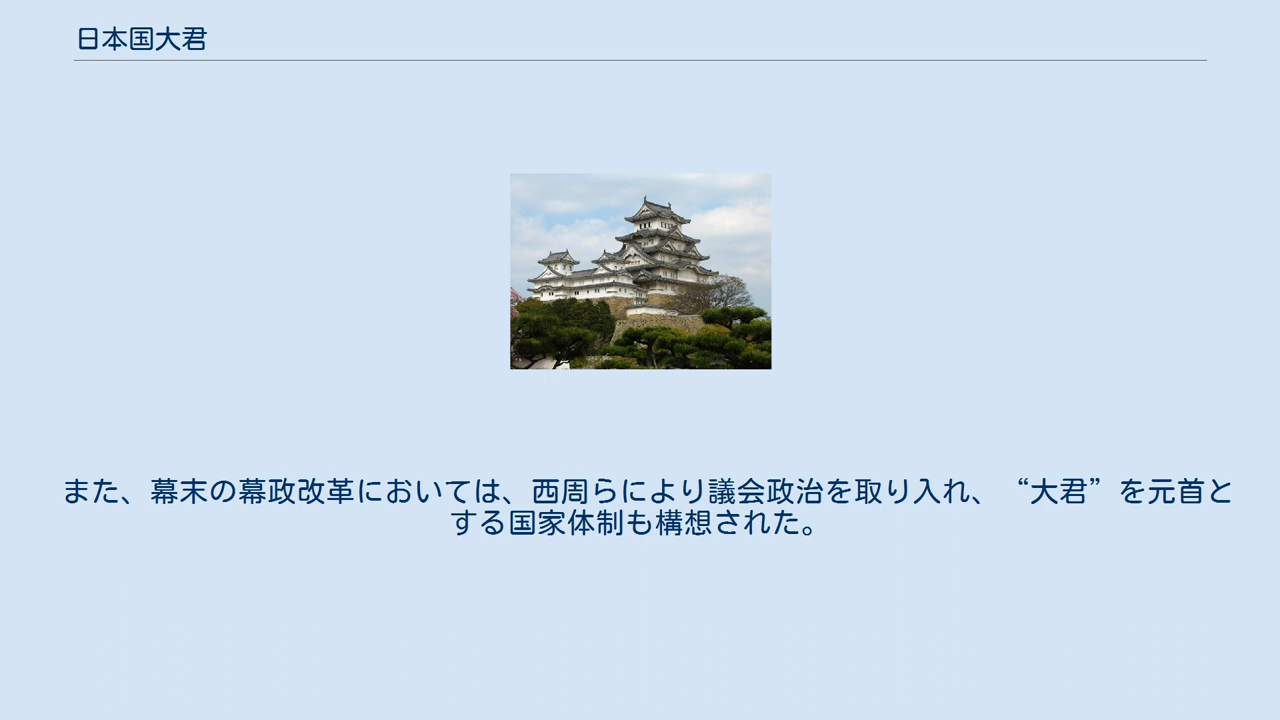 日本国大君
また、幕末の幕政改革においては、西周らにより議会政治を取り入れ、“大君”を元首と
する国家体制も構想された。